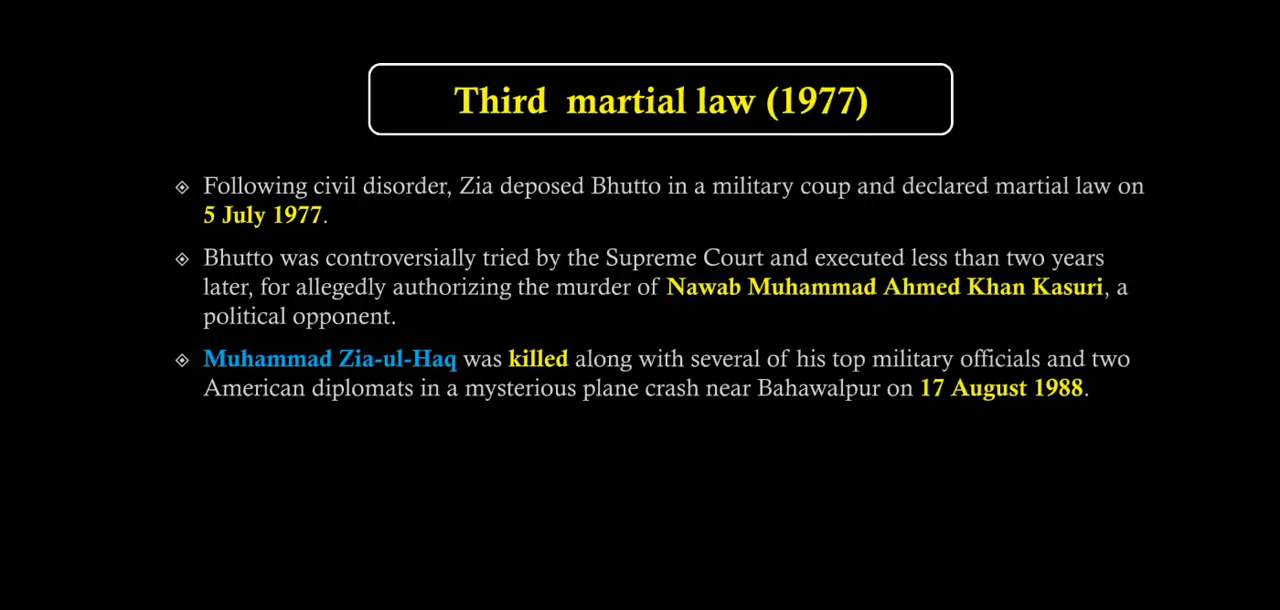 Third martial law (1977)
Following civil disorder, Zia deposed Bhutto in a military coup and declared martial law on
5 July 1977.
Bhutto was controversially tried by the Supreme Court and executed less than two years
later, for allegedly authorizing the murder of Nawab Muhammad Ahmed Khan Kasuri, a
political opponent.
Muhammad Zia-ul-Haq was killed along with several of his top military officials and two
American diplomats in a mysterious plane crash near Bahawalpur on 17 August 1988.